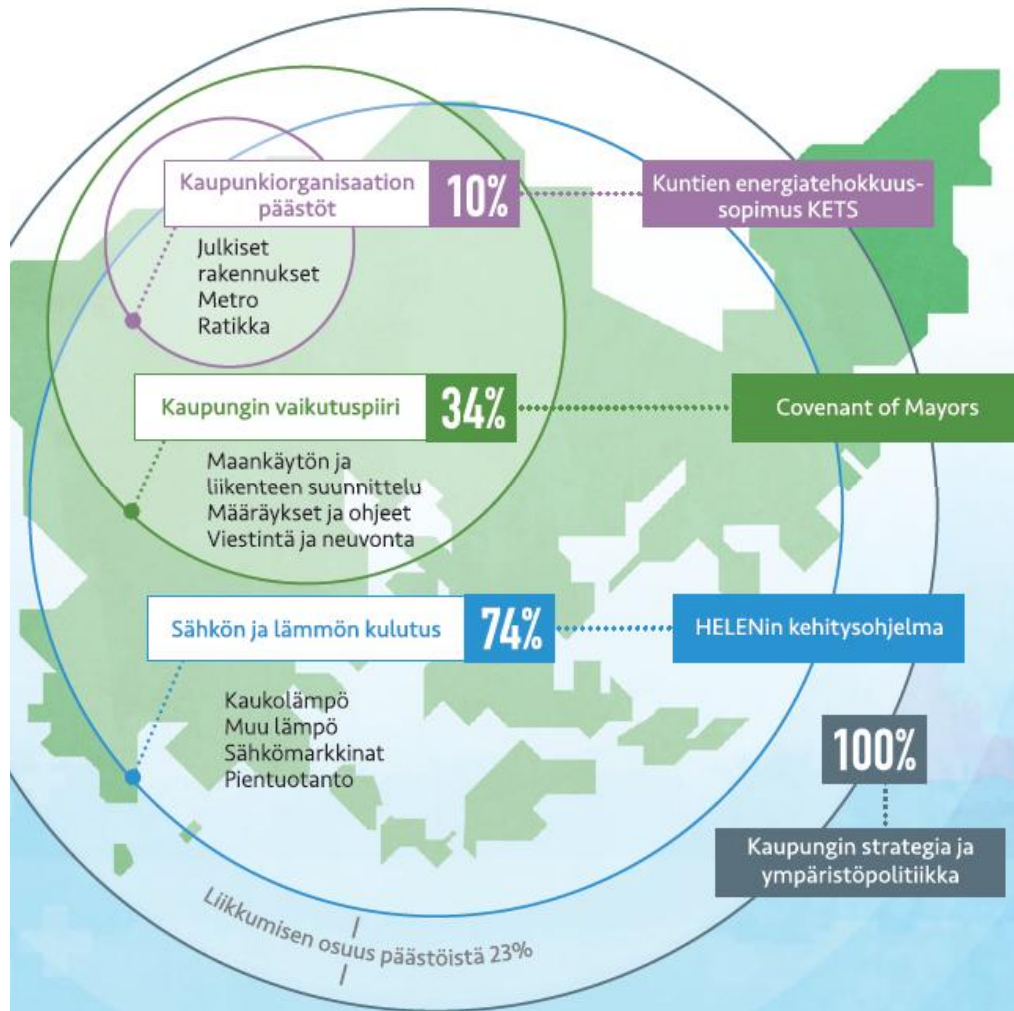 Kaupunkiorganisaation
päästöt
10%
Kuntien energiatehokkuus-
sopimus KETS
Julkiset
rakennukset
Metro
Ratikka
Kaupungin vaikutuspiiri
34%
Covenant of Mayors
Maankäytön ja
liikenteen suunnittelu
Määräykset ja ohjeet
Viestintä ja neuvonta
Sähkön ja lämmön kulutus
74%
HELENin kehitysohjelma
Kaukolämpö
Muu lämpö
Sähkömarkkinat
Pientuotanto
100%
Kaupungin strategia ja
ympäristöpolitiikka
Liikkumisen osuus päästöistä 23%